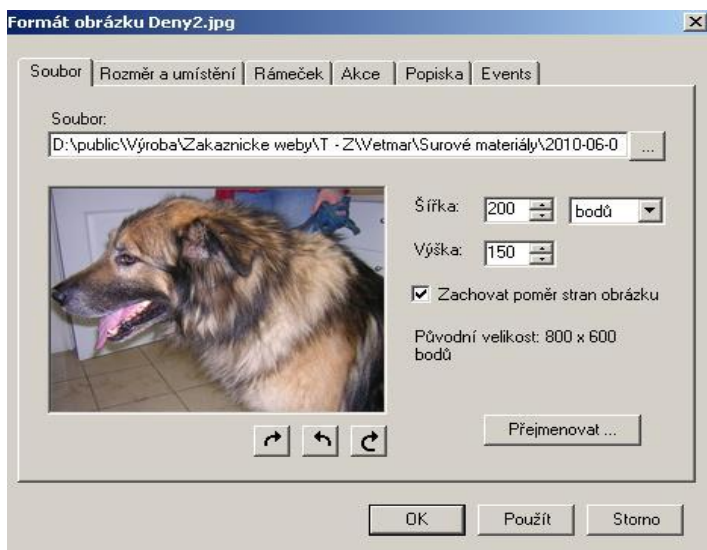 Formát obrázku Deny2.jpg
Soubor Rozměr a umístění Rámeček Akce Popiska Events
Soubor:
D:\public\Výroba\Zakaznicke weby\T - Z\Vetmar\Surové materiály\2010-06-0 ...
Šířka: 200 bodů
Výška: 150
Zachovat poměr stran obrázku
Původní velikost: 800 x 600
bodů
Přejmenovat ...
OK Použít Storno